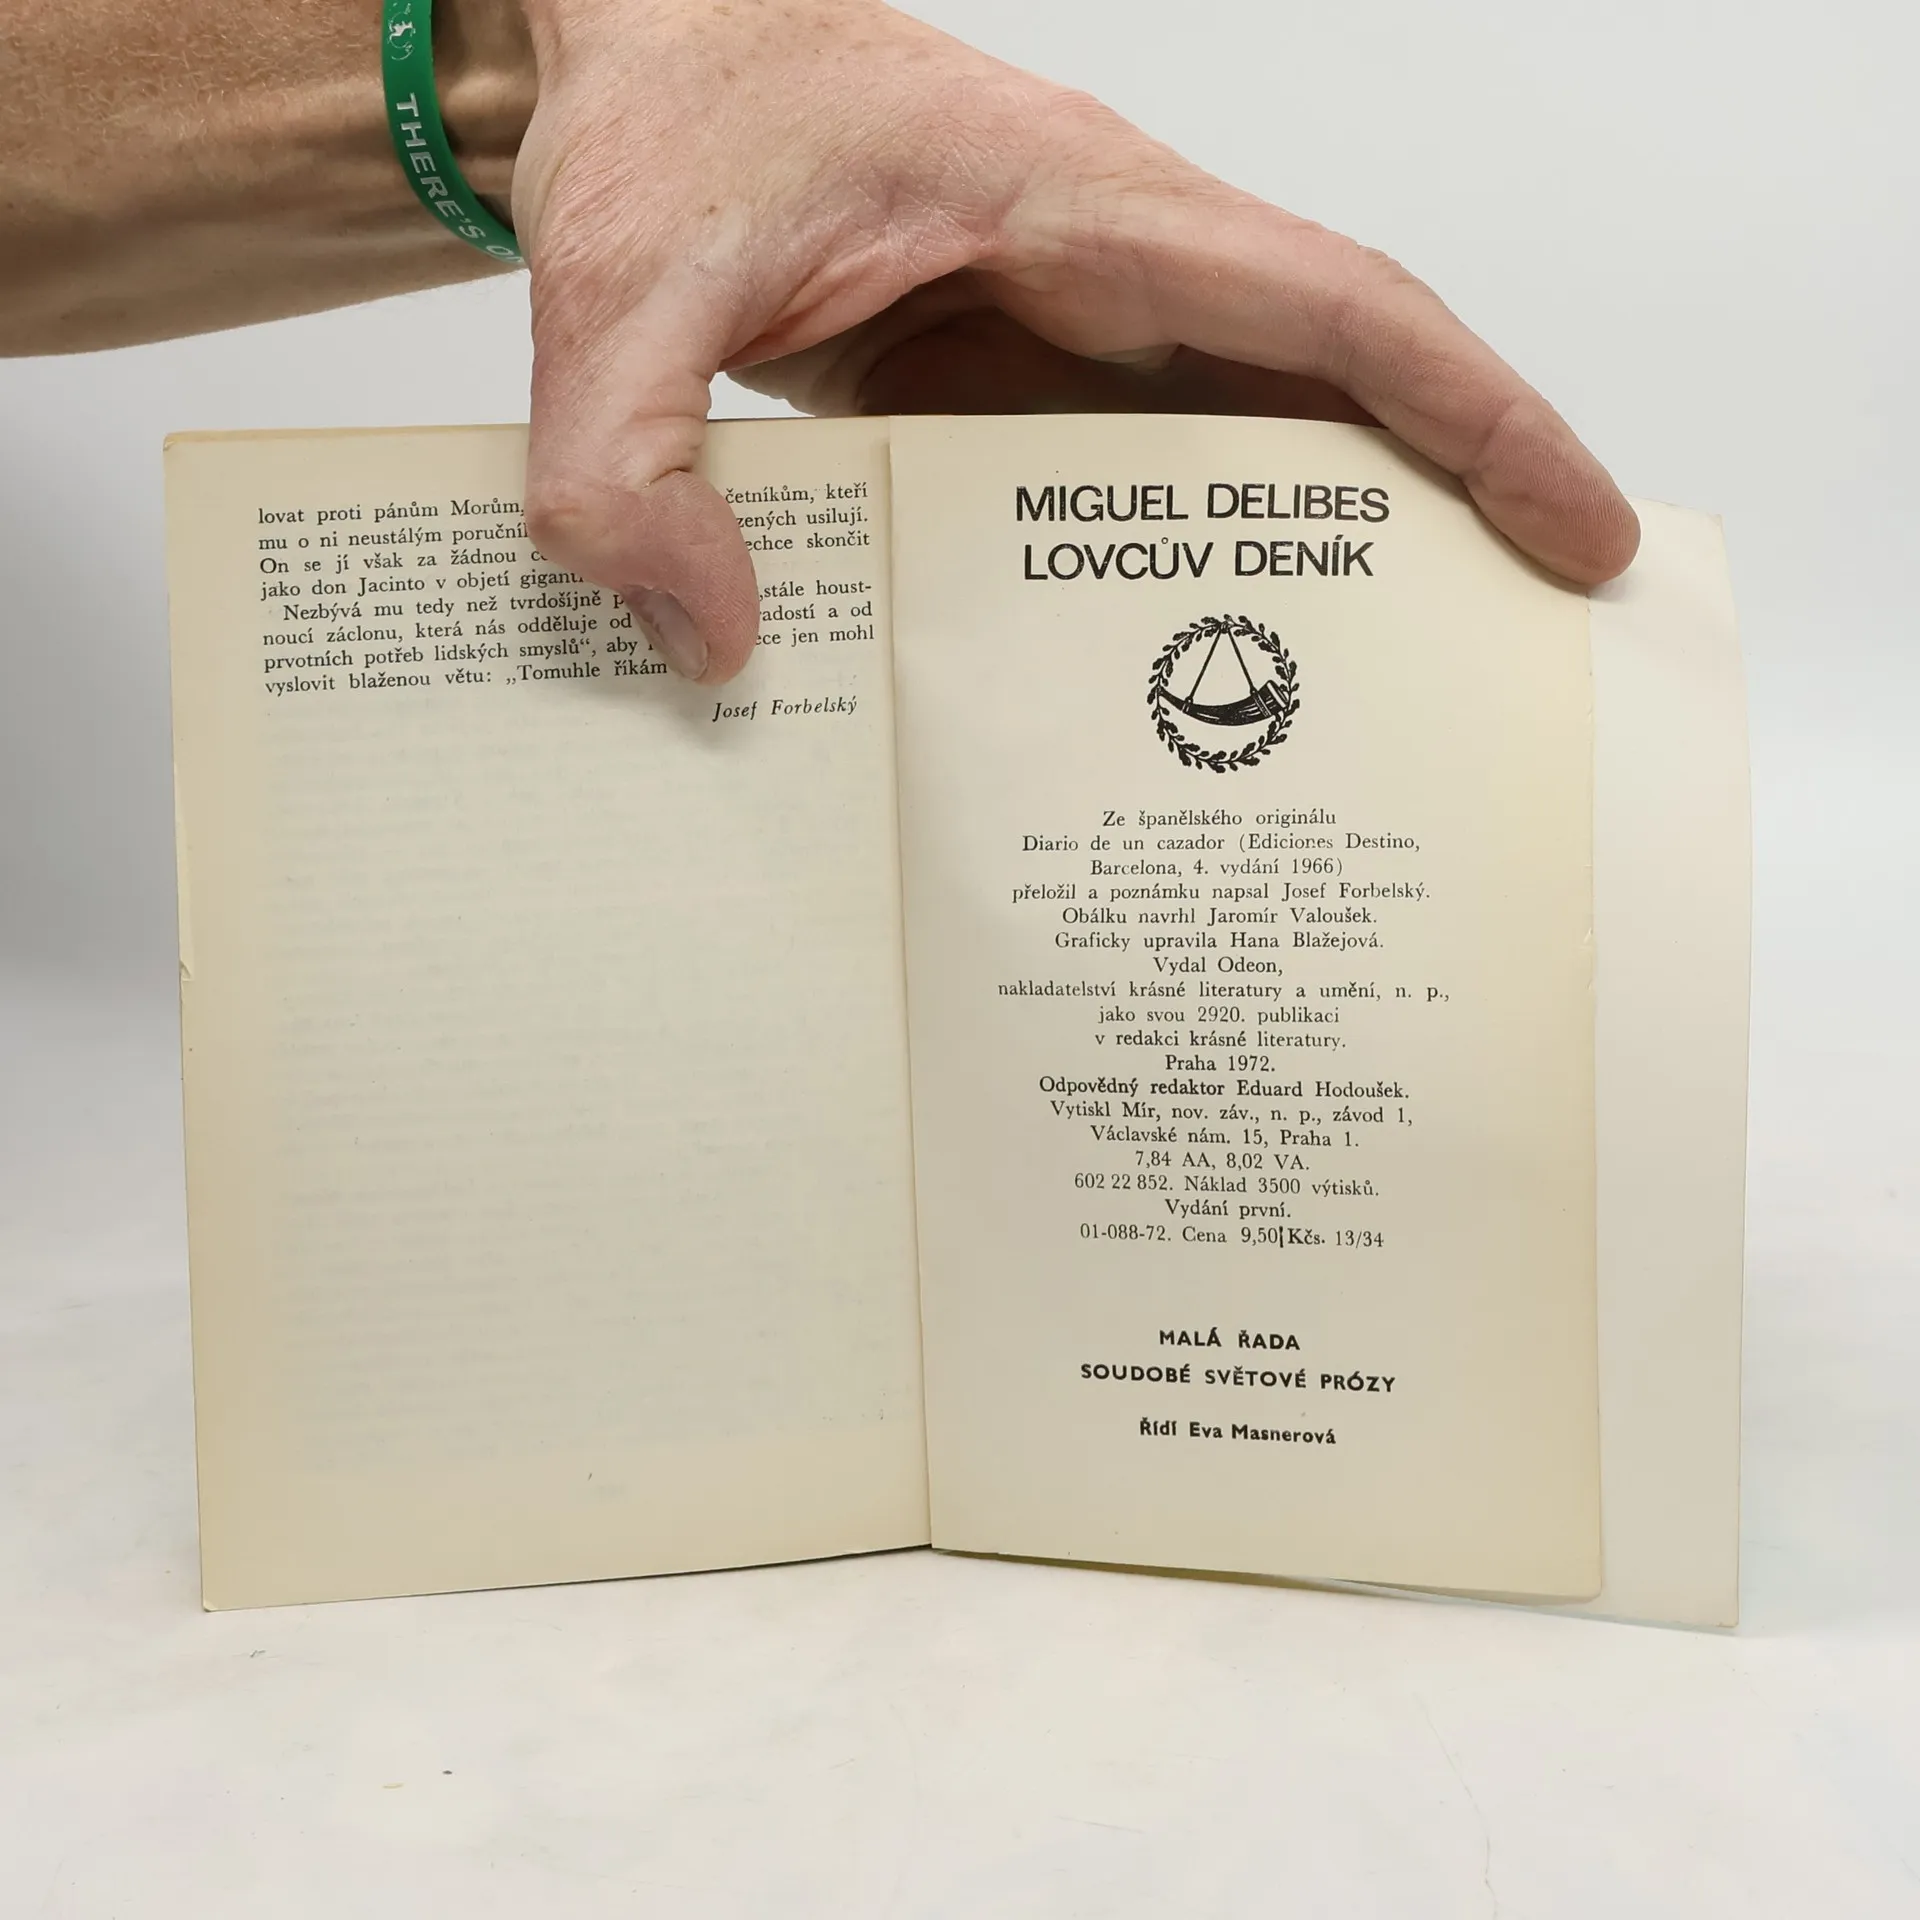 THERE'S
lovat proti pánům Morům, četníkům, kteří
mu o ni neustálým usilují.
On se jí však za žádnou skončit
jako don Jacinto v objetí
Nezbývá mu tedy než tvrdošíjně „stále houst-
noucí záclonu, která nás odděluje od a od
prvotních potřeb lidských smyslů“, aby jen mohl
vyslovit blaženou větu: „Tomuhle říkám
Josef Forbelský
MIGUEL DELIBES
LOVCŮV DENÍK
Ze španělského originálu
Diario de un cazador (Ediciones Destino,
Barcelona, 4. vydání 1966)
přeložil a poznámku napsal Josef Forbelský.
Obálku navrhl Jaromír Valoušek.
Graficky upravila Hana Blažejová.
Vydal Odeon,
nakladatelství krásné literatury a umění, n. p.,
jako svou 2920. publikaci
v redakci krásné literatury.
Praha 1972.
Odpovědný redaktor Eduard Hodoušek.
Vytiskl Mír, nov. záv., n. p., závod 1,
Václavské nám. 15, Praha 1.
7,84 AA, 8,02 VA.
602 22 852. Náklad 3500 výtisků.
Vydání první.
01-088-72. Cena 9,50 Kčs. 13/34
MALÁ ŘADA
SOUDOBÉ SVĚTOVÉ PRÓZY
Řídí Eva Masnerová